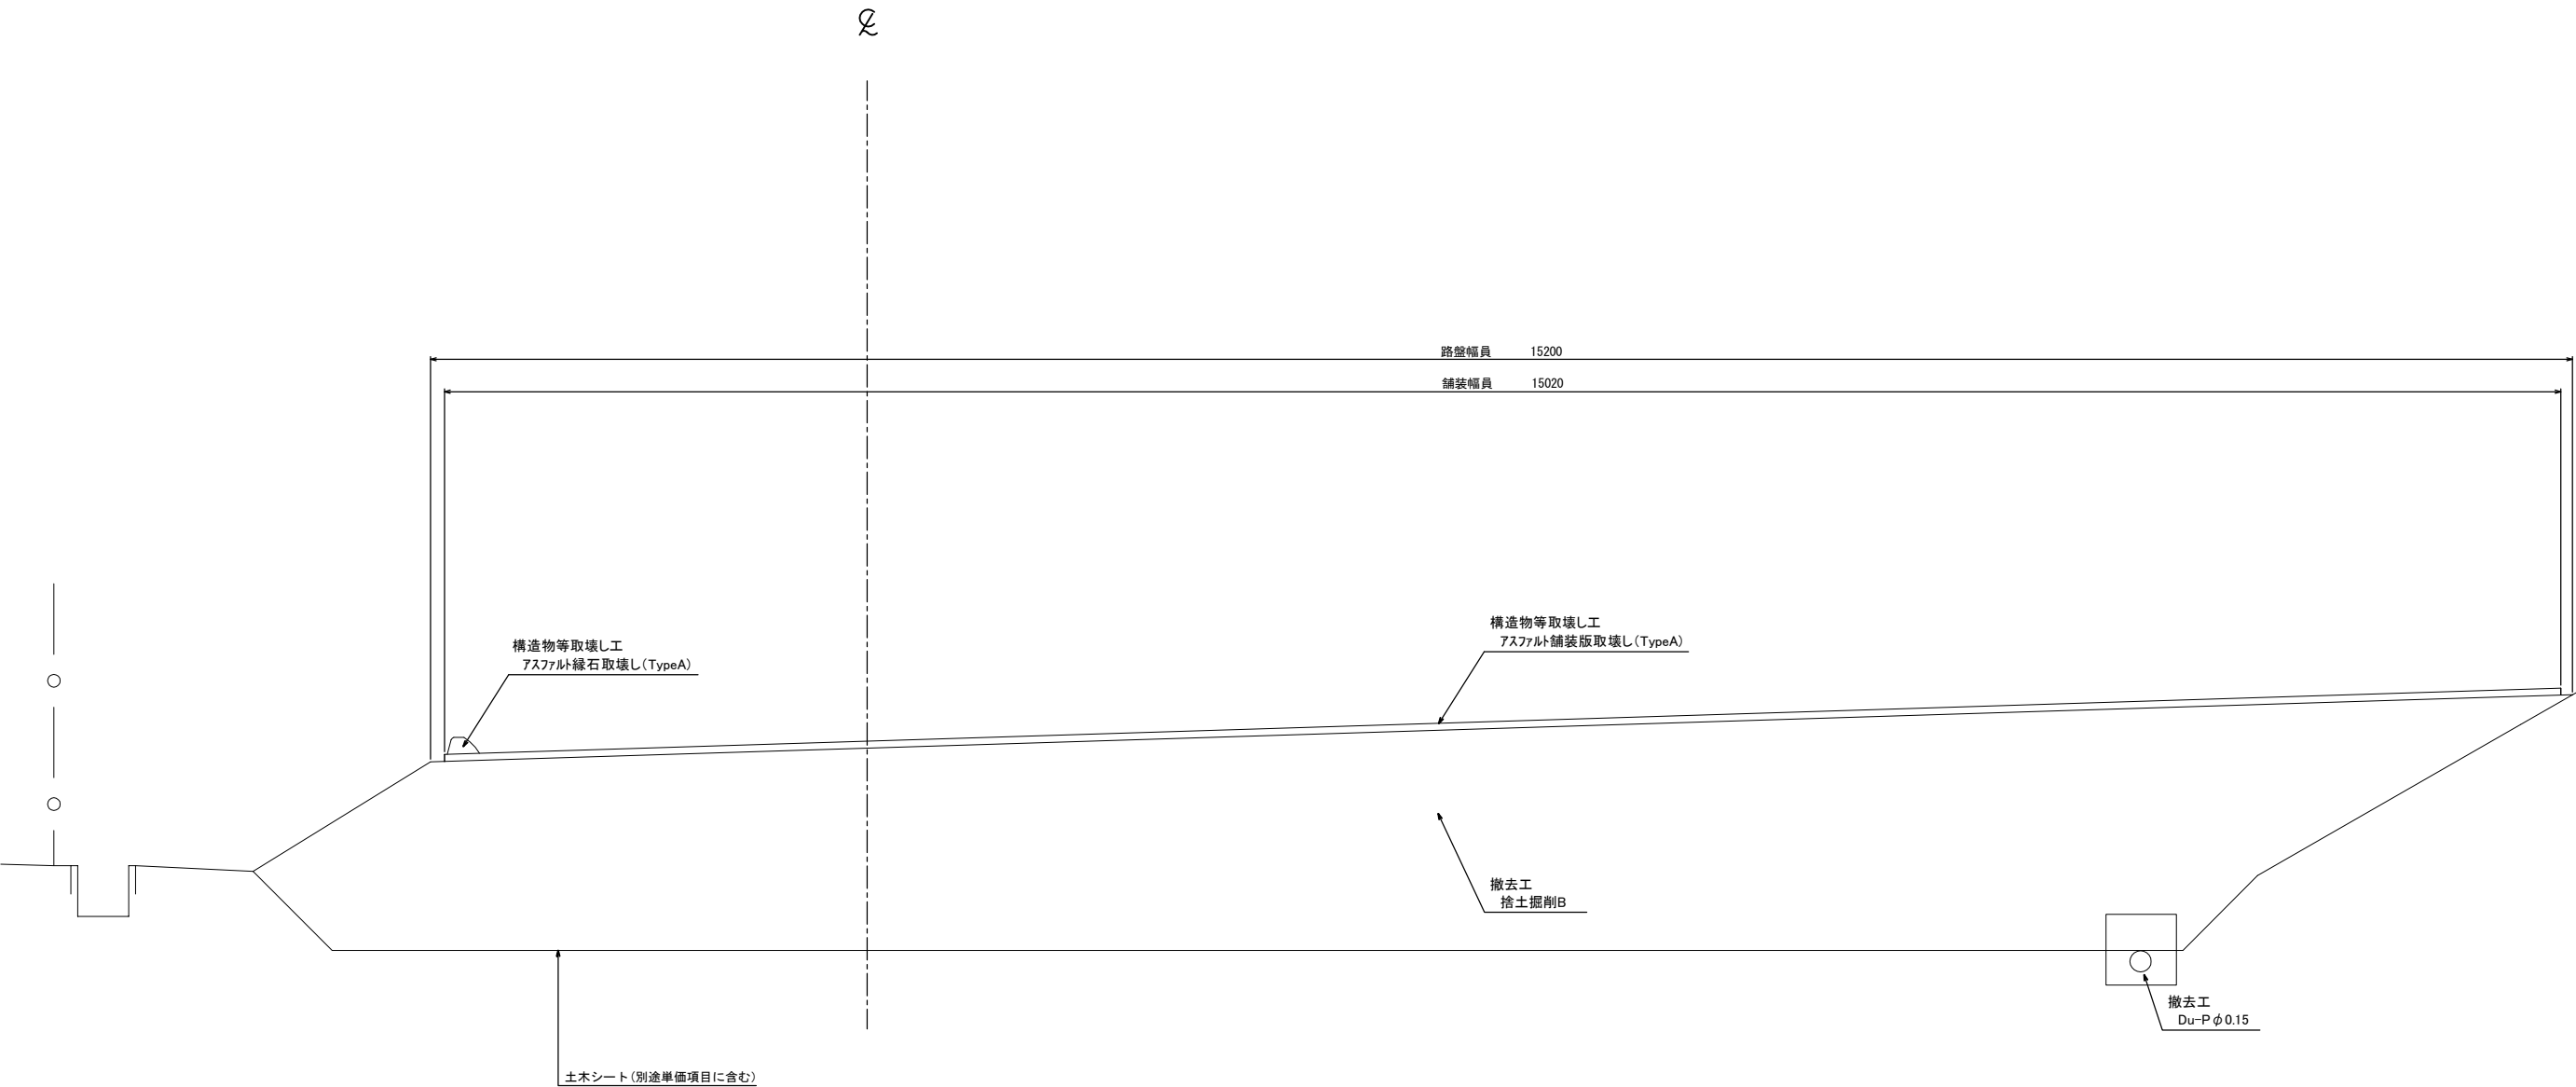 ℄
路盤幅員 15200
舗装幅員 15020
構造物等取壊し工
アスファルト縁石取壊し(TypeA)
構造物等取壊し工
アスファルト舗装版取壊し(TypeA)
撤去工
捨土掘削B
撤去工
Du-Pφ0.15
土木シート(別途単価項目に含む)